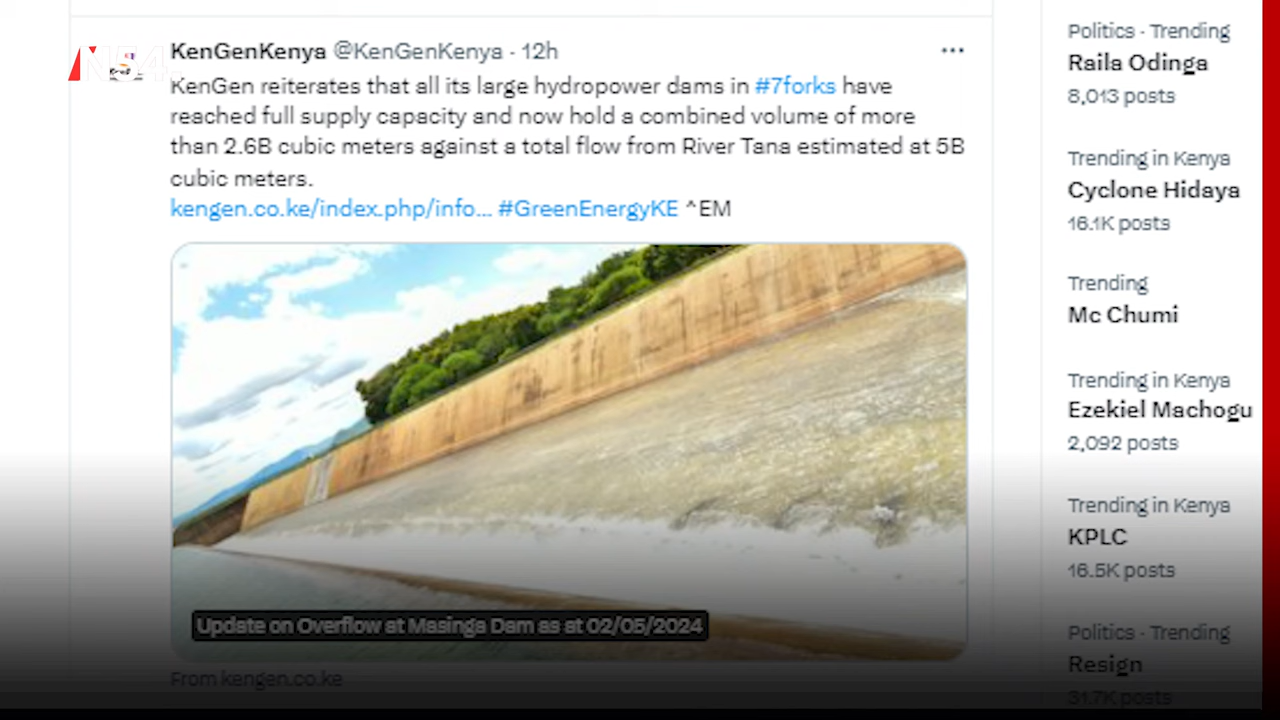 N54
KenGenKenya @KenGenKenya · 12h
KenGen reiterates that all its large hydropower dams in #7forks have
reached full supply capacity and now hold a combined volume of more
than 2.6B cubic meters against a total flow from River Tana estimated at 5B
cubic meters.
kengen.co.ke/index.php/info... #GreenEnergyKE ^EM
Update on Overflow at Masinga Dam as at 02/05/2024
From kengen.co.ke
Politics · Trending
Raila Odinga
8,013 posts
Trending in Kenya
Cyclone Hidaya
16.1K posts
Trending
Mc Chumi
Trending in Kenya
Ezekiel Machogu
2,092 posts
Trending in Kenya
KPLC
16.5K posts
Politics · Trending
Resign
31.7K posts